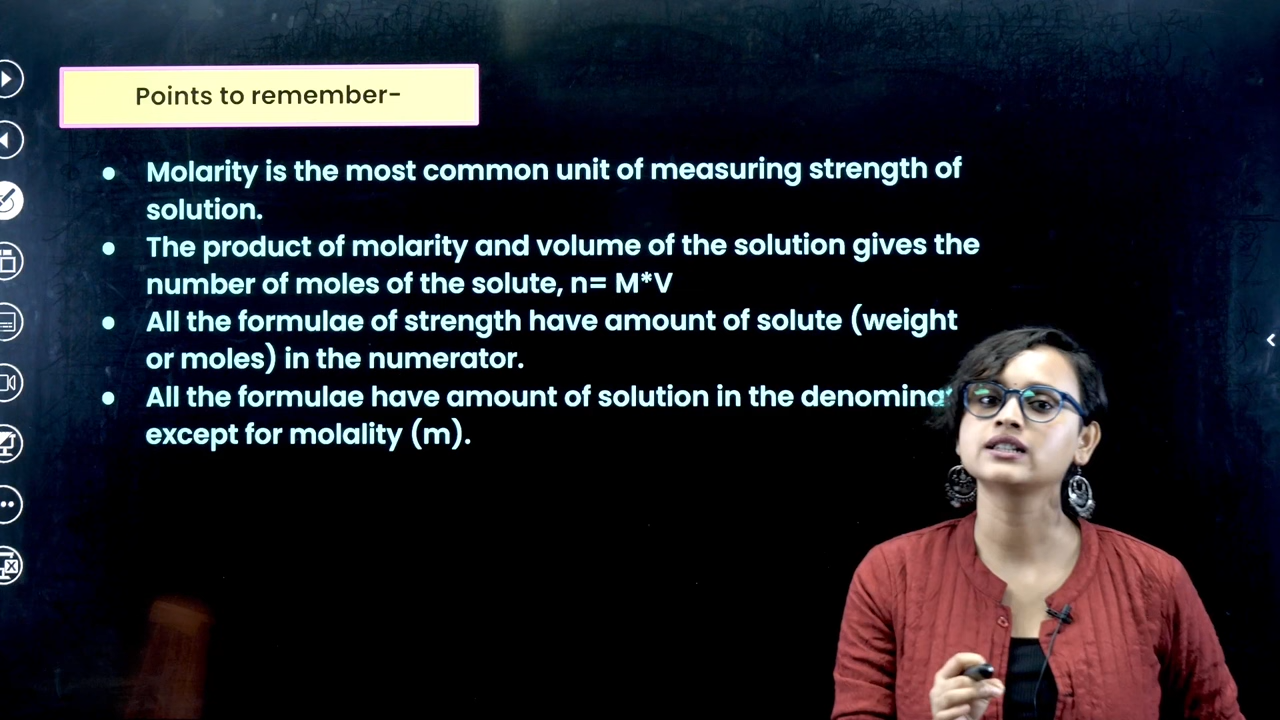 Points to remember-
● Molarity is the most common unit of measuring strength of
solution.
● The product of molarity and volume of the solution gives the
number of moles of the solute, n= M*V
● All the formulae of strength have amount of solute (weight
or moles) in the numerator.
● All the formulae have amount of solution in the denominat
except for molality (m).